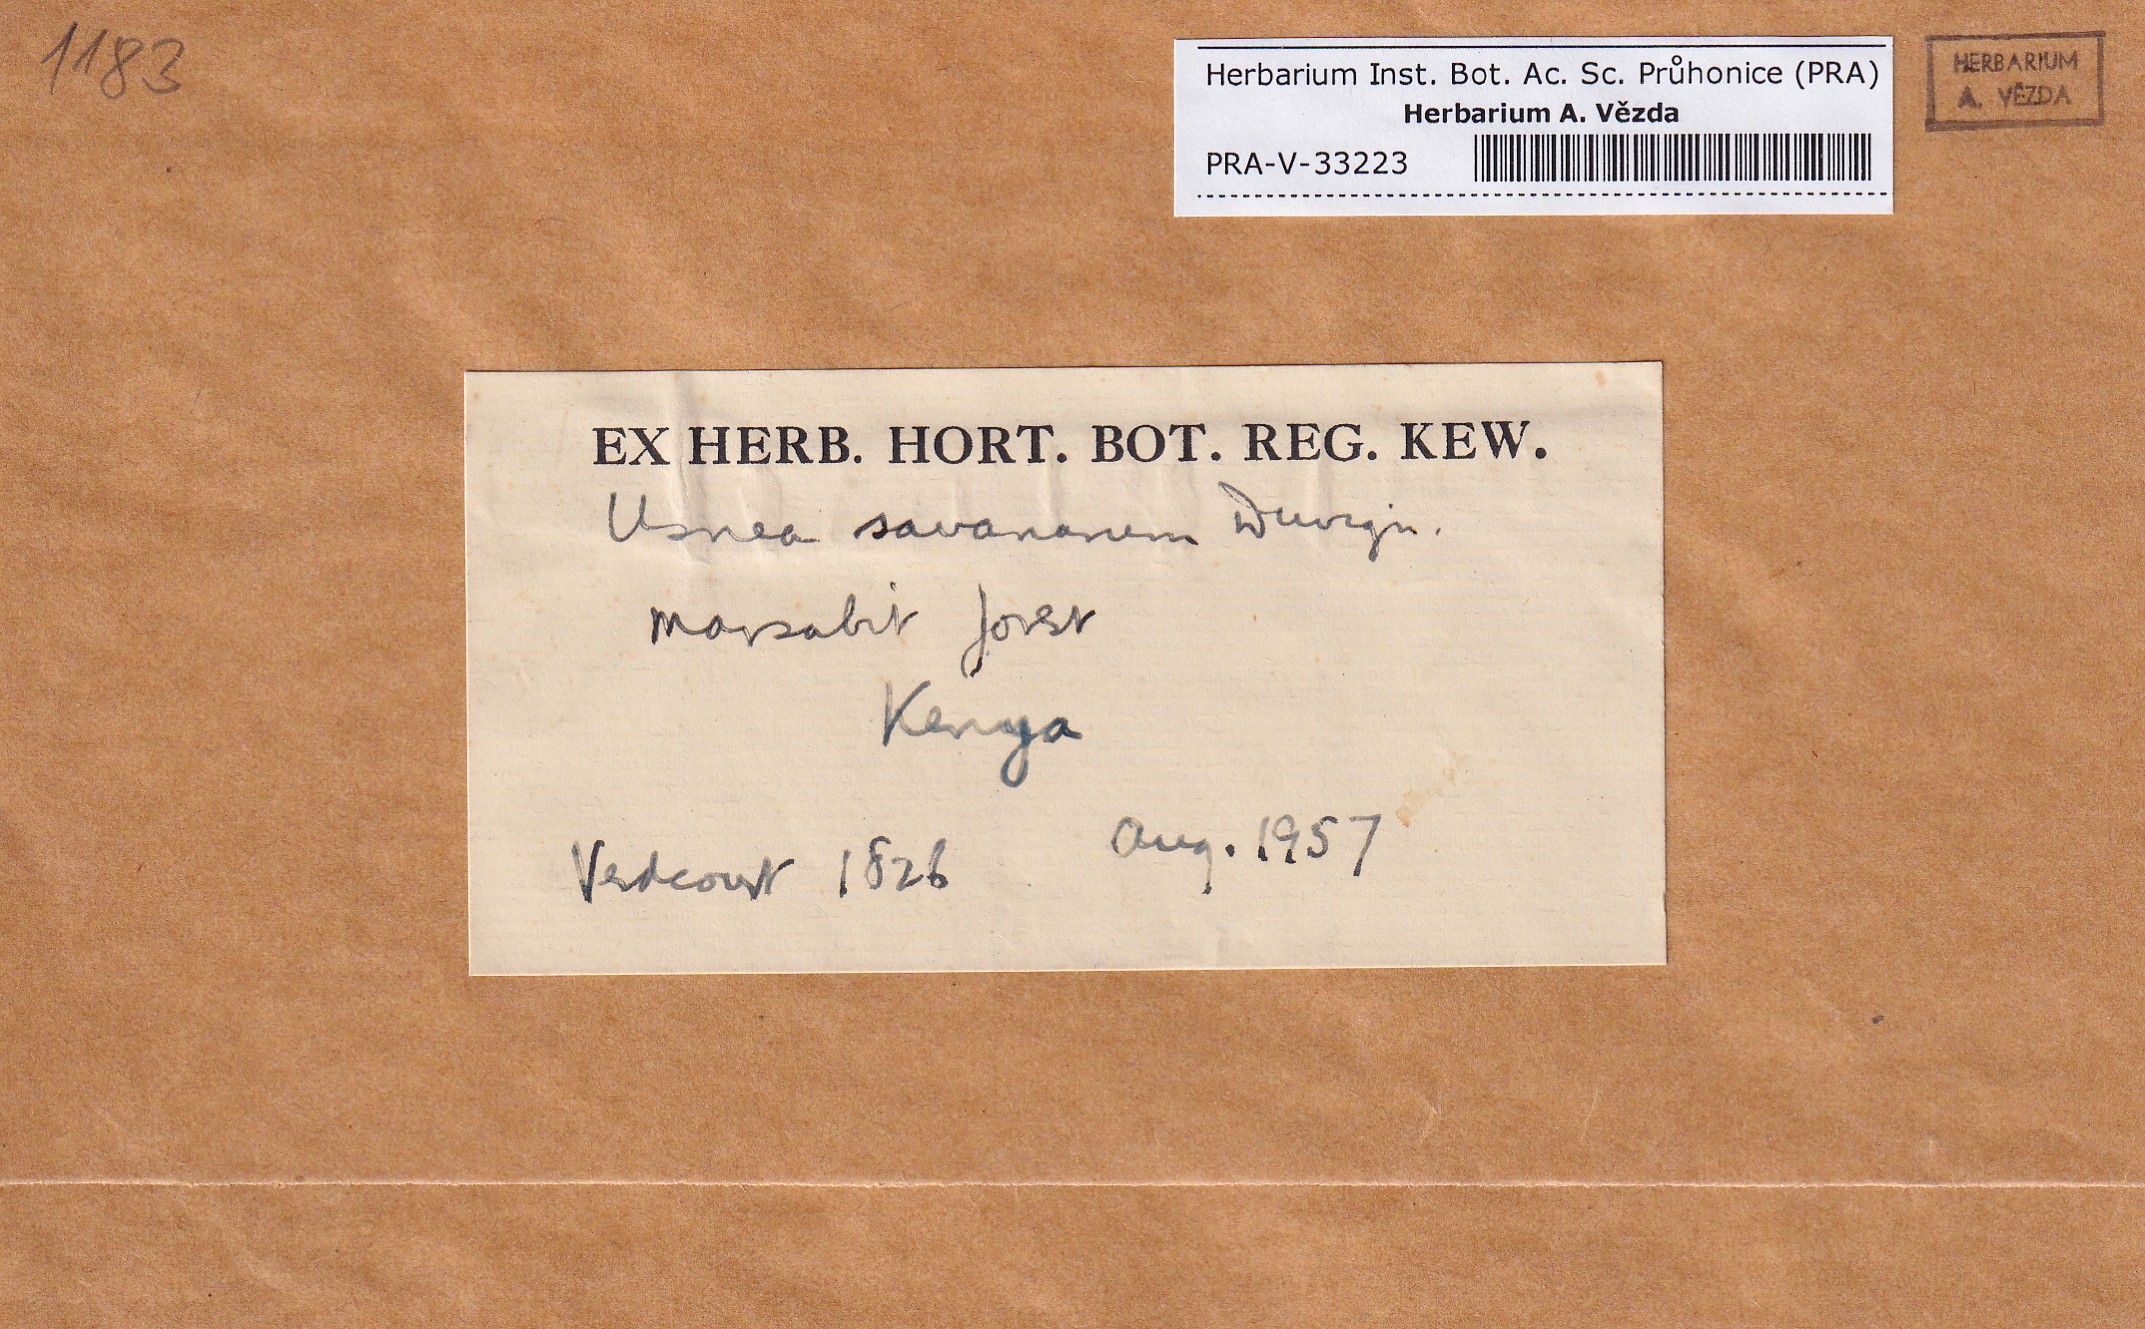 1183
Herbarium Inst. Bot. Ac. Sc. Průhonice (PRA)
Herbarium A. Vězda
PRA-V-33223
HERBARIUM
A. VĚZDA
EX HERB. HORT. BOT. REG. KEW.
Usnea savanarum Duvign.
Marsabit Forest
Kenya
Verdcourt 1826 Aug. 1957